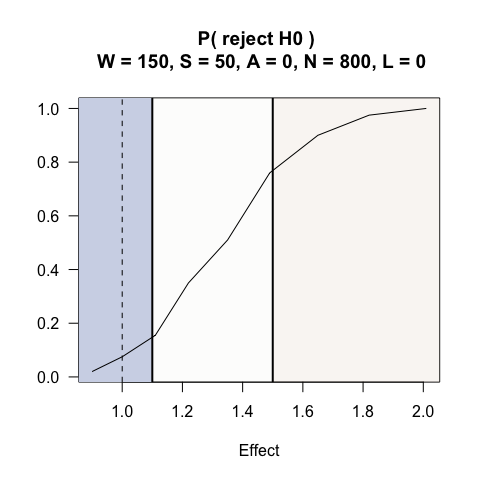 P( reject H0 )
W = 150, S = 50, A = 0, N = 800, L = 0
1.0
0.8
0.6
0.4
0.2
0.0
1.0 1.2 1.4 1.6 1.8 2.0
Effect